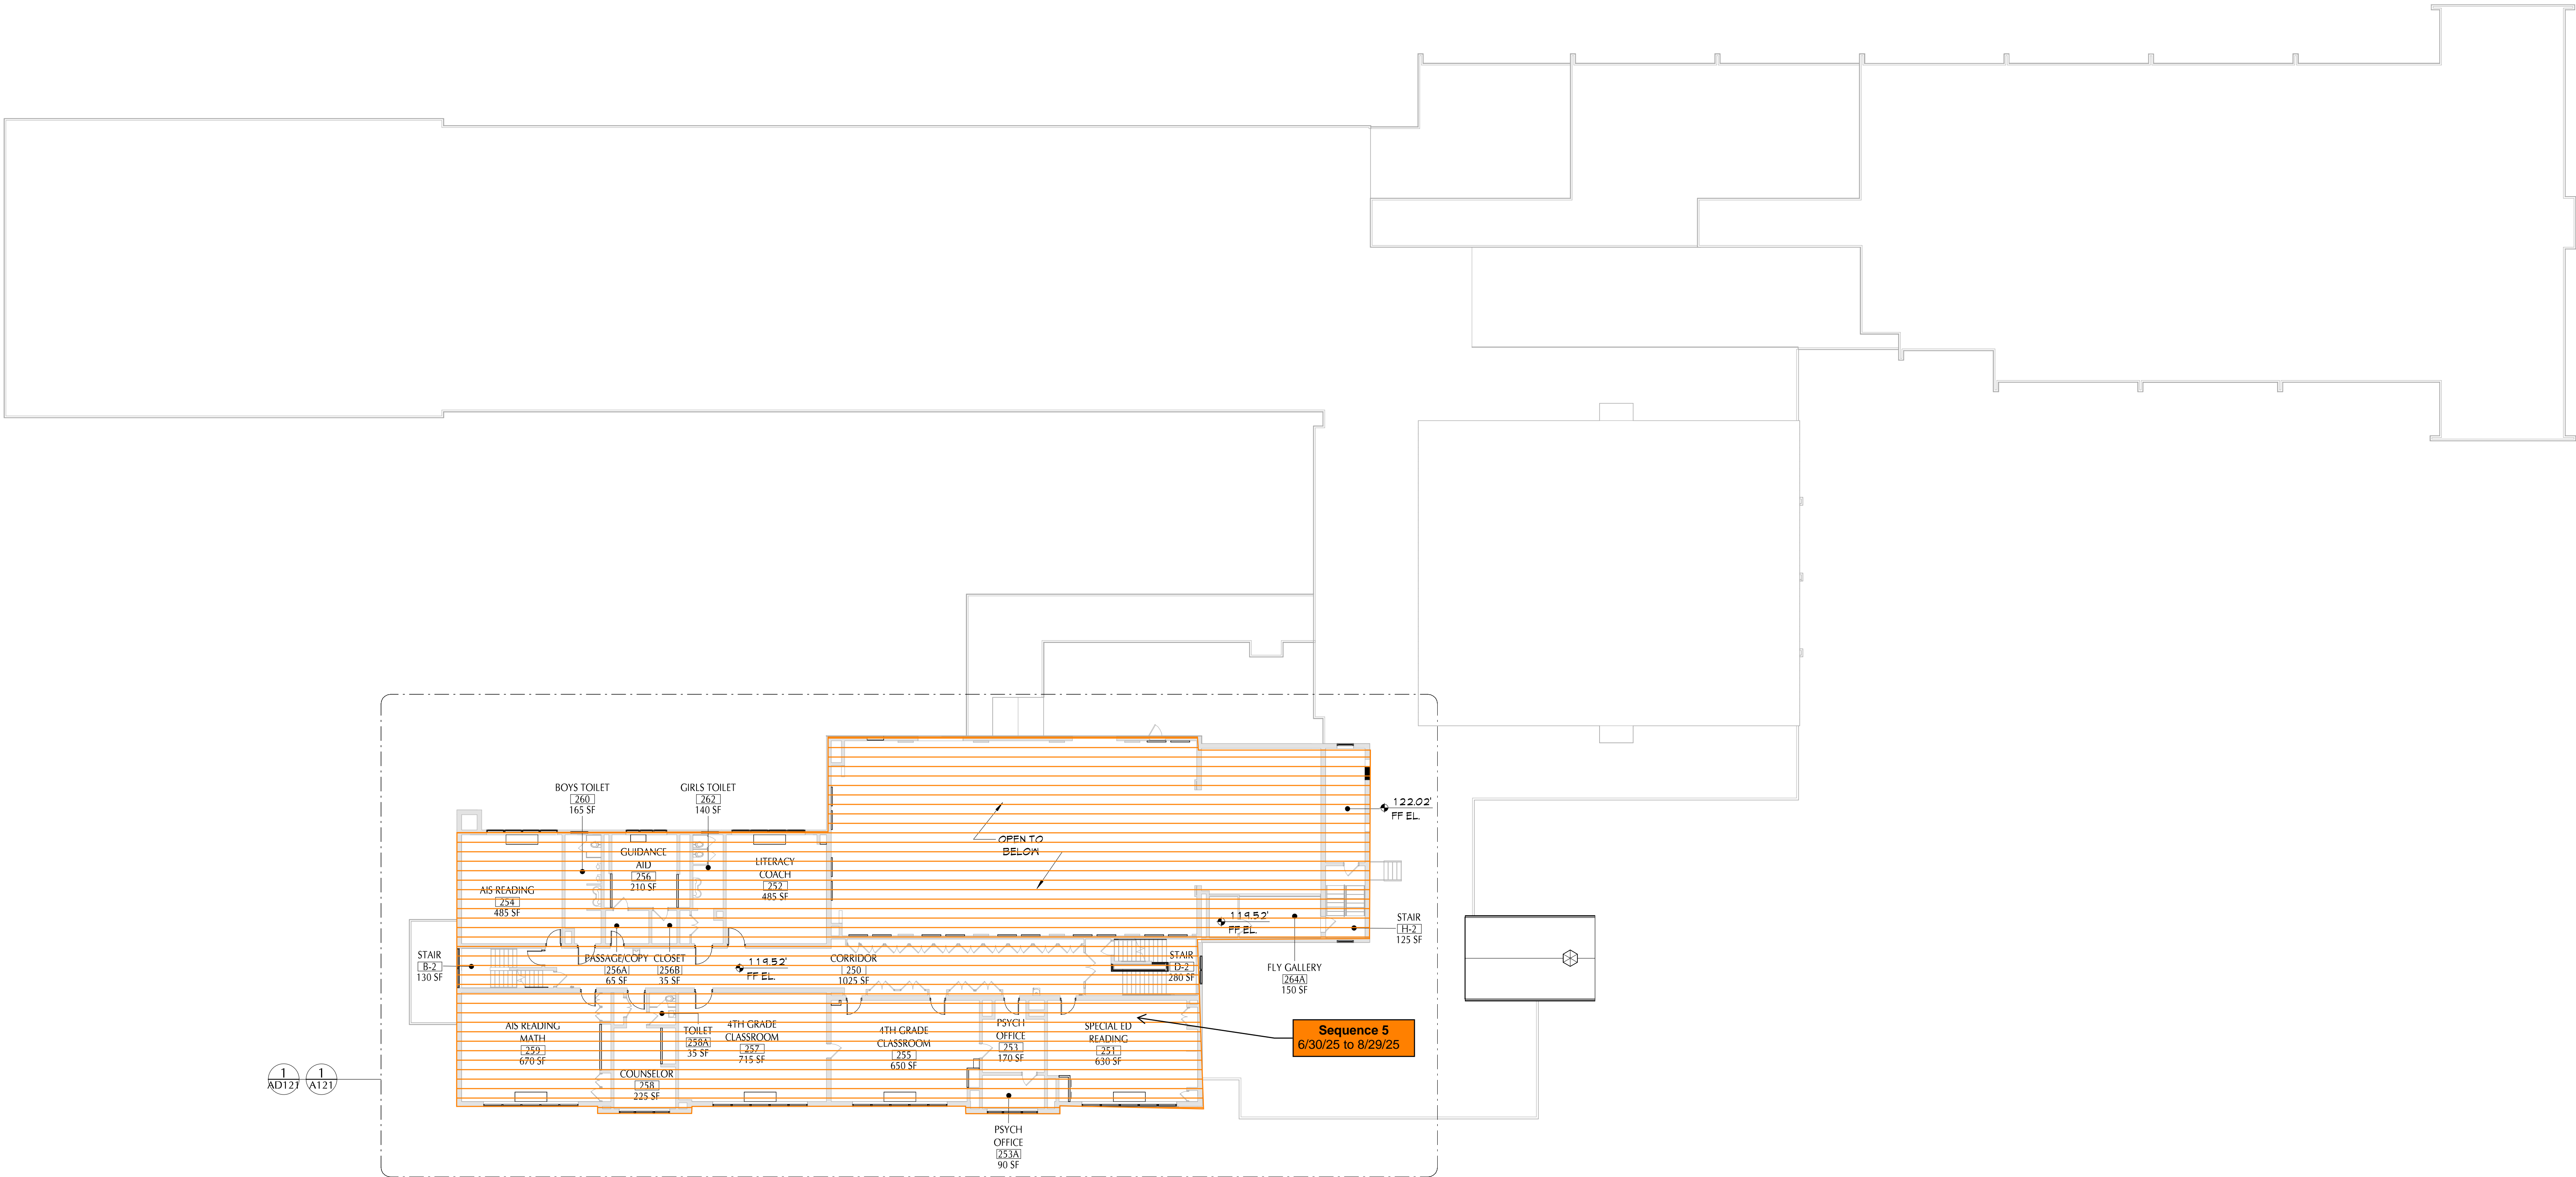 BOYS TOILET
260
165 SF
GIRLS TOILET
262
140 SF
122.02'
FF EL.
OPEN TO
BELOW
GUIDANCE
AID
256
210 SF
LITERACY
COACH
252
485 SF
AIS READING
254
485 SF
119.52'
FF EL.
STAIR
H-2
125 SF
STAIR
B-2
130 SF
PASSAGE/COPY
256A
65 SF
CLOSET
256B
35 SF
119.52'
FF EL.
CORRIDOR
250
1025 SF
STAIR
D-2
280 SF
FLY GALLERY
264A
150 SF
AIS READING
MATH
259
670 SF
TOILET
258A
35 SF
4TH GRADE
CLASSROOM
257
715 SF
4TH GRADE
CLASSROOM
255
650 SF
PSYCH
OFFICE
253
170 SF
SPECIAL ED
READING
251
630 SF
Sequence 5
6/30/25 to 8/29/25
COUNSELOR
258
225 SF
1
AD121
1
A121
PSYCH
OFFICE
253A
90 SF